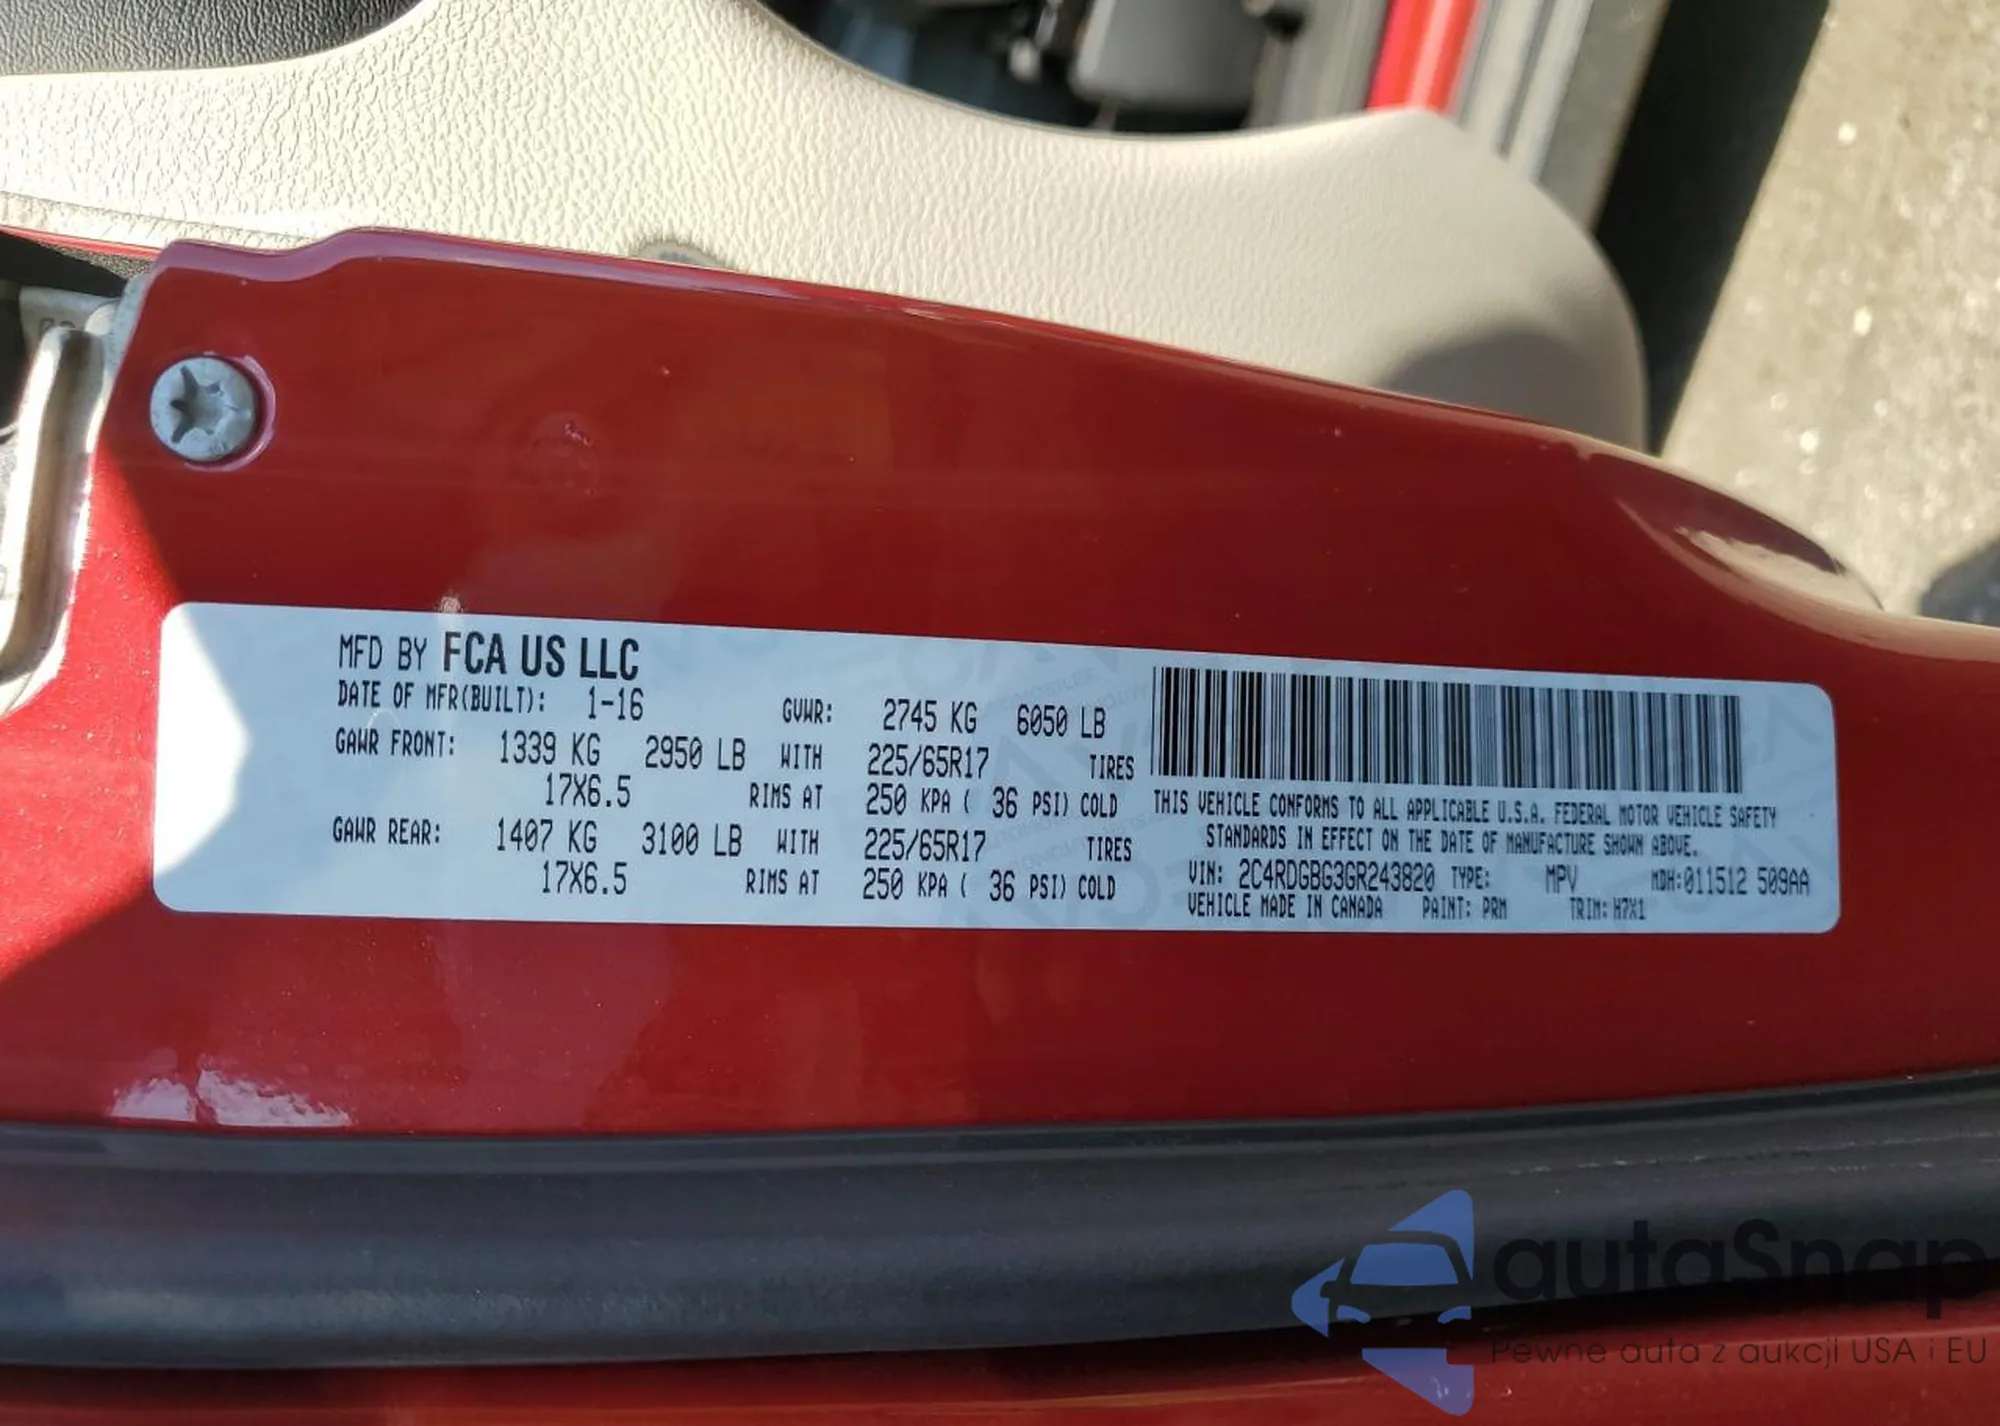 MFD BY FCA US LLC
DATE OF MFR(BUILT): 1-16 GVWR: 2745 KG 6050 LB
GAWR FRONT: 1339 KG 2950 LB WITH 225/65R17 TIRES
17X6.5 RIMS AT 250 KPA ( 36 PSI) COLD
GAWR REAR: 1407 KG 3100 LB WITH 225/65R17 TIRES
17X6.5 RIMS AT 250 KPA ( 36 PSI) COLD
THIS VEHICLE CONFORMS TO ALL APPLICABLE U.S.A. FEDERAL MOTOR VEHICLE SAFETY
STANDARDS IN EFFECT ON THE DATE OF MANUFACTURE SHOWN ABOVE.
VIN: 2C4RDGBG3GR243820 TYPE: MPV MDH:011512 509AA
VEHICLE MADE IN CANADA PAINT: PRM TRIM: H7X1
autaSnap
Pewne auta z aukcji USA i EU